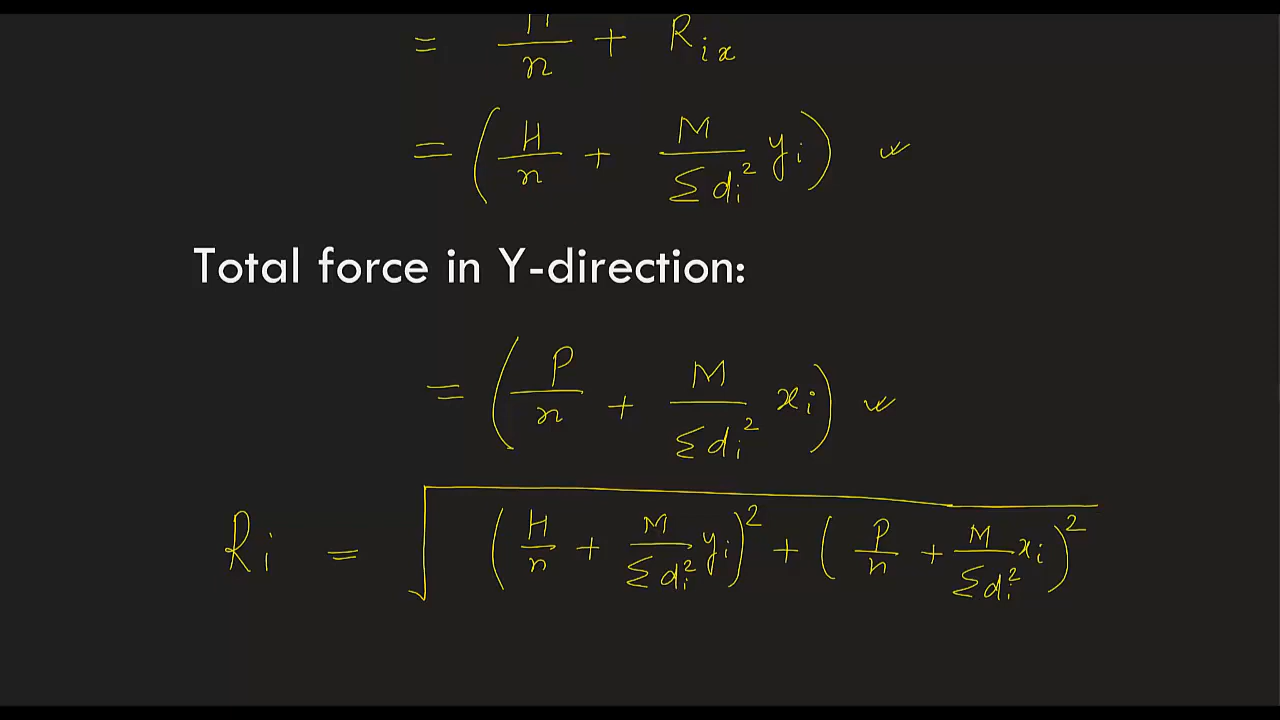 = H/n + R_ix
= (H/n + M/Σd_i² y_i) ✓
Total force in Y-direction:
= (P/n + M/Σd_i² x_i) ✓
R_i = √((H/n + M/Σd_i² y_i)² + (P/n + M/Σd_i² x_i)²)